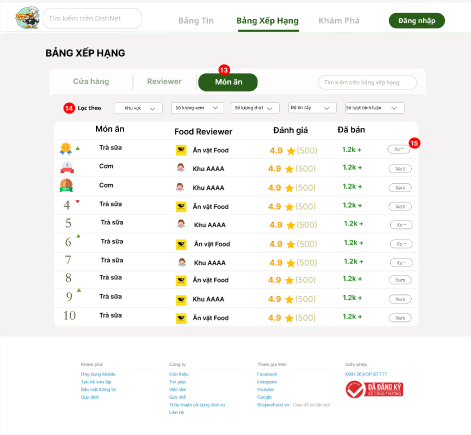 Tìm kiếm trên DishNet
Bảng Tin
Bảng Xếp Hạng
Khám Phá
Đăng nhập
BẢNG XẾP HẠNG
13
Cửa hàng
Reviewer
Món ăn
Tìm kiếm trên bảng xếp hạng
14 Lọc theo
Khu vực
Số lượng xem
Số lượng thích
Độ tin cậy
Số lượt bình luận
Món ăn Food Reviewer Đánh giá Đã bán
15
1 Trà sữa Ăn vặt Food 4.9 (500) 1.2k +
Cơm Khu AAAA 4.9 (500) 1.2k + Xem
Cơm Khu AAAA 4.9 (500) 1.2k + Xem
4 Trà sữa Ăn vặt Food 4.9 (500) 1.2k + Xem
5 Trà sữa Khu AAAA 4.9 (500) 1.2k +
6 Trà sữa Ăn vặt Food 4.9 (500) 1.2k +
7 Trà sữa Khu AAAA 4.9 (500) 1.2k +
8 Trà sữa Ăn vặt Food 4.9 (500) 1.2k + Xem
9 Trà sữa Khu AAAA 4.9 (500) 1.2k + Xem
10 Trà sữa Ăn vặt Food 4.9 (500) 1.2k + Xem
Khám phá
Ứng dụng Mobile
Tạo bộ sưu tập
Bảo mật thông tin
Quy định
Công ty
Giới thiệu
Trợ giúp
Việc làm
Quy chế
Thỏa thuận sử dụng dịch vụ
Liên hệ
Tham gia trên
Facebook
Instagram
Youtube
Google
ShopeeFood.vn - Giao đồ ăn tận nơi
Giấy phép
ĐÃ ĐĂNG KÝ
BỘ CÔNG THƯƠNG